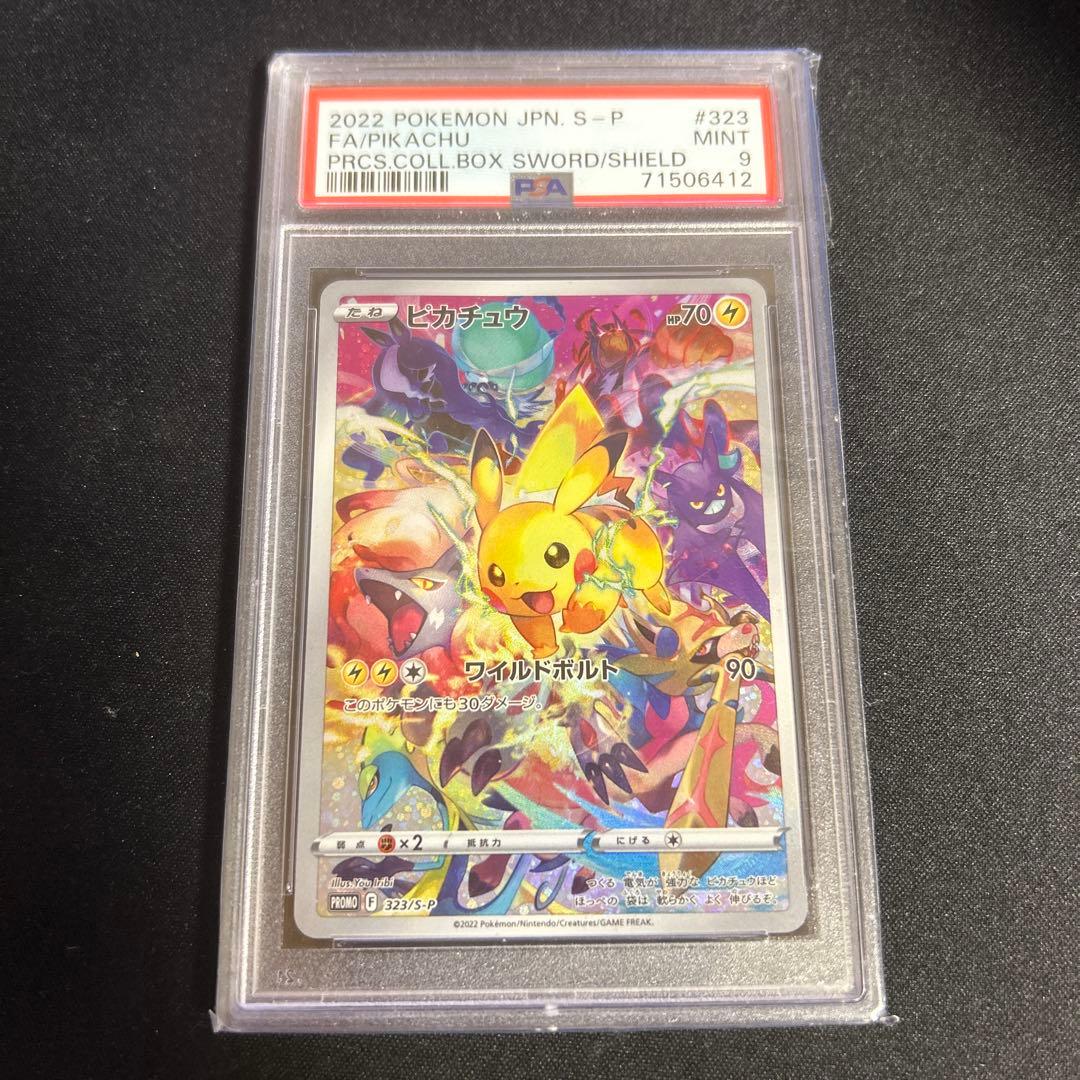 2022 POKEMON JPN. S-P #323
FA/PIKACHU MINT
PRCS.COLL.BOX SWORD/SHIELD 9
PSA 71506412
たね ピカチュウ HP70
ワイルドボルト 90
このポケモンにも30ダメージ。
弱点 ×2 抵抗力 にげる
Illus. You Iribi
つくる 電気が 強力な ピカチュウほど
PROMO F 323/S-P
ほっぺの 袋は 軟らかく よく 伸びるぞ。
©2022 Pokémon/Nintendo/Creatures/GAME FREAK.